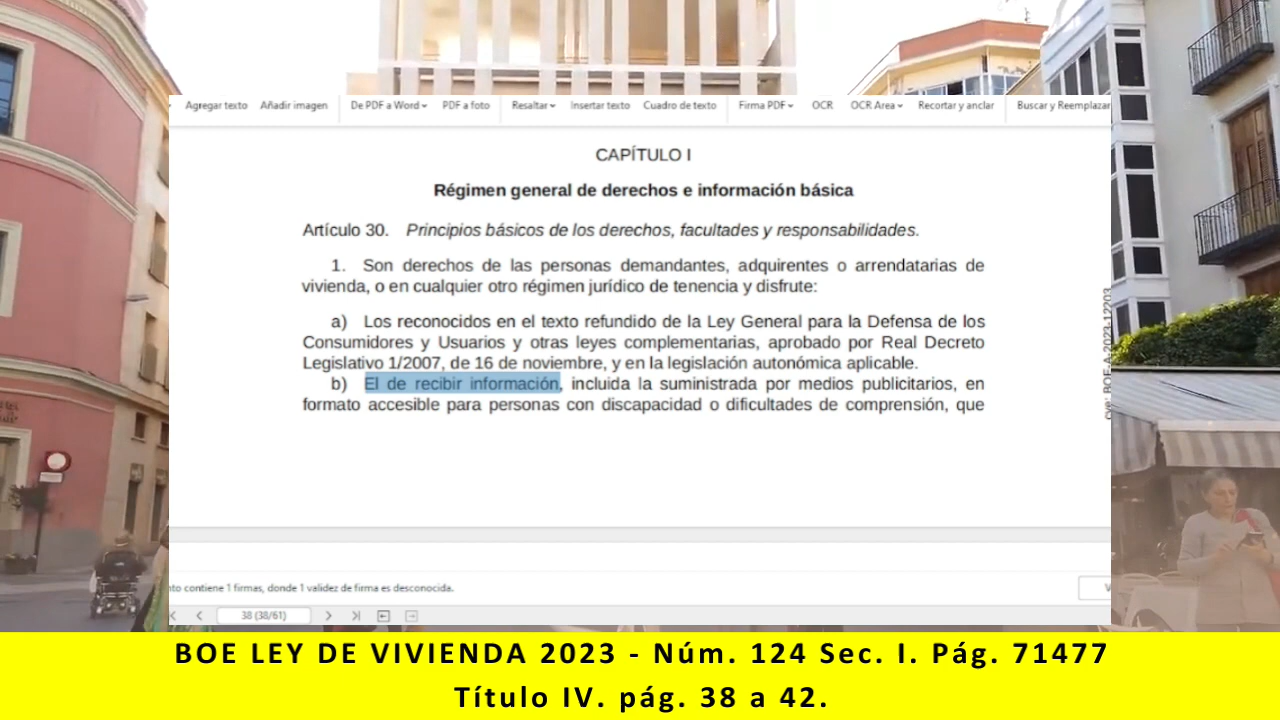 Agregar texto Añadir imagen De PDF a Word PDF a foto Resaltar Insertar texto Cuadro de texto Firma PDF OCR OCR Area Recortar y anclar Buscar y Reemplazar
CAPÍTULO I
Régimen general de derechos e información básica
Artículo 30. Principios básicos de los derechos, facultades y responsabilidades.
1. Son derechos de las personas demandantes, adquirentes o arrendatarias de
vivienda, o en cualquier otro régimen jurídico de tenencia y disfrute:
a) Los reconocidos en el texto refundido de la Ley General para la Defensa de los
Consumidores y Usuarios y otras leyes complementarias, aprobado por Real Decreto
Legislativo 1/2007, de 16 de noviembre, y en la legislación autonómica aplicable.
b) El de recibir información, incluida la suministrada por medios publicitarios, en
formato accesible para personas con discapacidad o dificultades de comprensión, que
cve: BOE-A-2023-12203
nto contiene 1 firmas, donde 1 validez de firma es desconocida.
38 (38/61)
BOE LEY DE VIVIENDA 2023 - Núm. 124 Sec. I. Pág. 71477
Título IV. pág. 38 a 42.